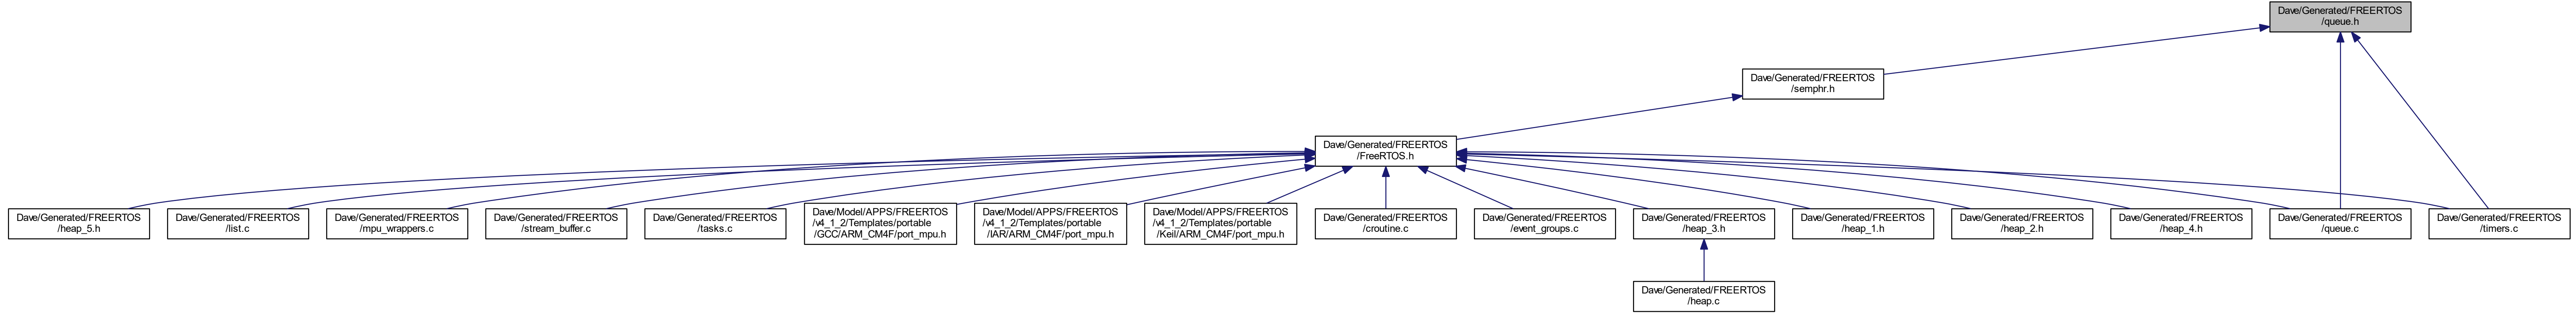 Dave/Generated/FREERTOS
/queue.h
Dave/Generated/FREERTOS
/semphr.h
Dave/Generated/FREERTOS
/FreeRTOS.h
Dave/Generated/FREERTOS
/heap_5.h
Dave/Generated/FREERTOS
/list.c
Dave/Generated/FREERTOS
/mpu_wrappers.c
Dave/Generated/FREERTOS
/stream_buffer.c
Dave/Generated/FREERTOS
/tasks.c
Dave/Model/APPS/FREERTOS
/v4_1_2/Templates/portable
/GCC/ARM_CM4F/port_mpu.h
Dave/Model/APPS/FREERTOS
/v4_1_2/Templates/portable
/IAR/ARM_CM4F/port_mpu.h
Dave/Model/APPS/FREERTOS
/v4_1_2/Templates/portable
/Keil/ARM_CM4F/port_mpu.h
Dave/Generated/FREERTOS
/croutine.c
Dave/Generated/FREERTOS
/event_groups.c
Dave/Generated/FREERTOS
/heap_3.h
Dave/Generated/FREERTOS
/heap_1.h
Dave/Generated/FREERTOS
/heap_2.h
Dave/Generated/FREERTOS
/heap_4.h
Dave/Generated/FREERTOS
/queue.c
Dave/Generated/FREERTOS
/timers.c
Dave/Generated/FREERTOS
/heap.c